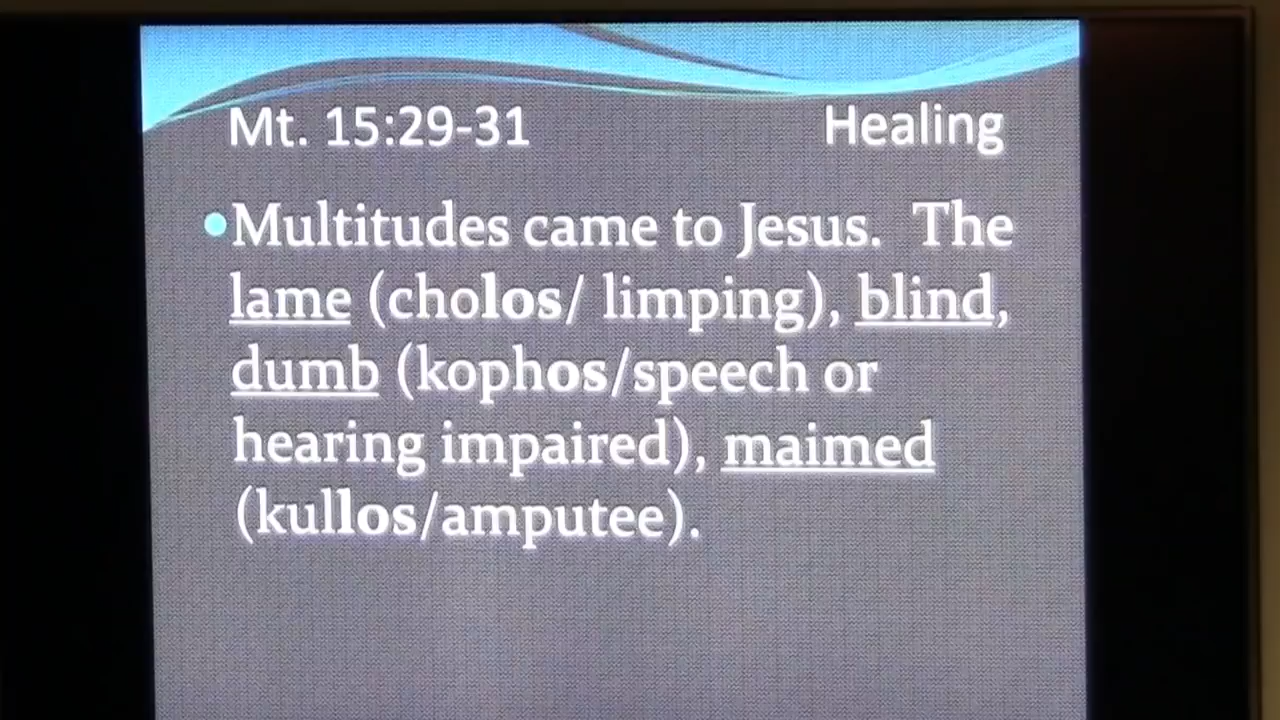 Mt. 15:29-31 Healing
•Multitudes came to Jesus. The
lame (cholos/ limping), blind,
dumb (kophos/speech or
hearing impaired), maimed
(kullos/amputee).